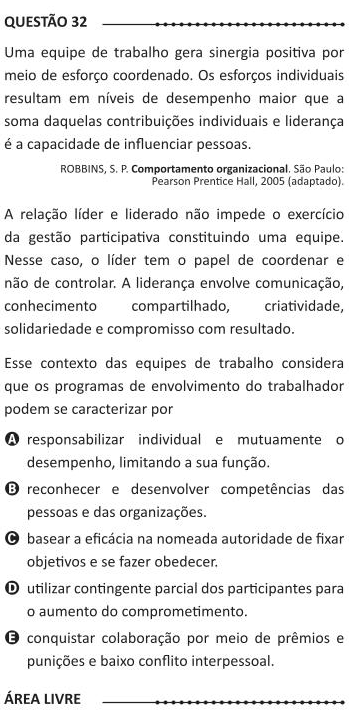 QUESTÃO 32
Uma equipe de trabalho gera sinergia positiva por
meio de esforço coordenado. Os esforços individuais
resultam em níveis de desempenho maior que a
soma daquelas contribuições individuais e liderança
é a capacidade de influenciar pessoas.
ROBBINS, S. P. Comportamento organizacional. São Paulo:
Pearson Prentice Hall, 2005 (adaptado).
A relação líder e liderado não impede o exercício
da gestão participativa constituindo uma equipe.
Nesse caso, o líder tem o papel de coordenar e
não de controlar. A liderança envolve comunicação,
conhecimento compartilhado, criatividade,
solidariedade e compromisso com resultado.
Esse contexto das equipes de trabalho considera
que os programas de envolvimento do trabalhador
podem se caracterizar por
A responsabilizar individual e mutuamente o
desempenho, limitando a sua função.
B reconhecer e desenvolver competências das
pessoas e das organizações.
C basear a eficácia na nomeada autoridade de fixar
objetivos e se fazer obedecer.
D utilizar contingente parcial dos participantes para
o aumento do comprometimento.
E conquistar colaboração por meio de prêmios e
punições e baixo conflito interpessoal.
ÁREA LIVRE